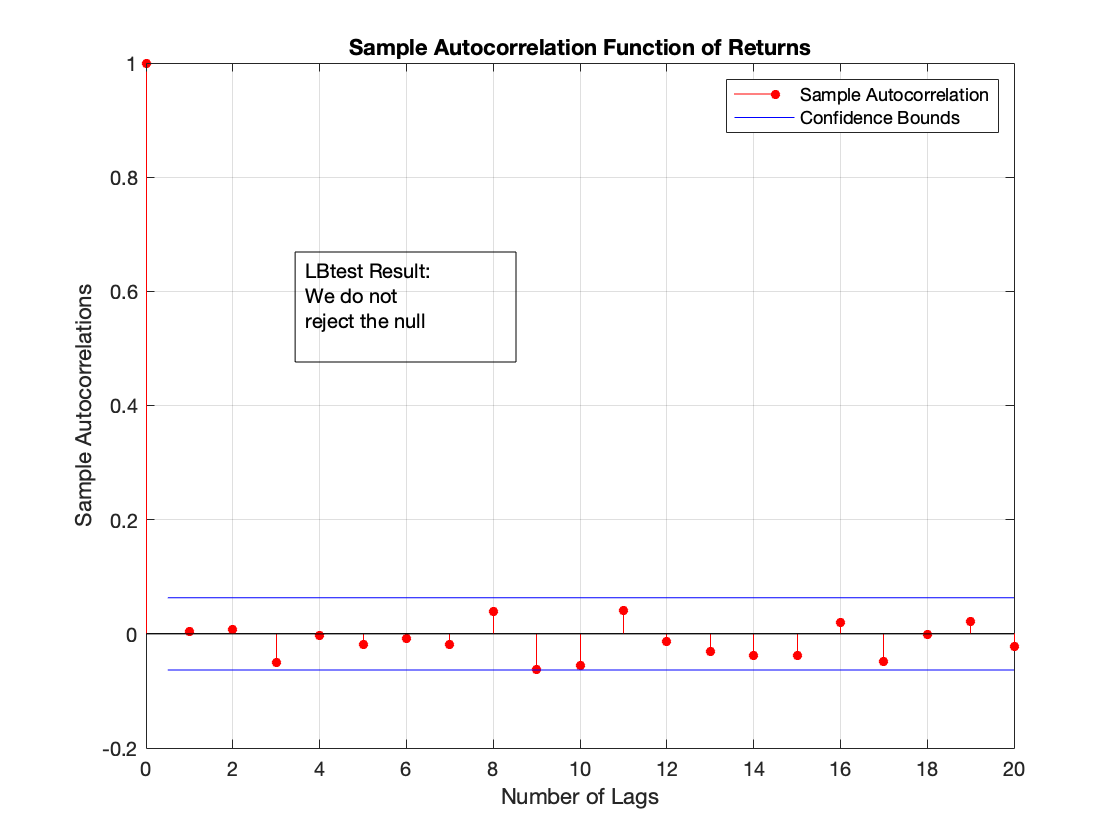 Sample Autocorrelation Function of Returns
Sample Autocorrelation
Confidence Bounds
LBtest Result:
We do not
reject the null
Sample Autocorrelations
1
0.8
0.6
0.4
0.2
0
-0.2
0 2 4 6 8 10 12 14 16 18 20
Number of Lags